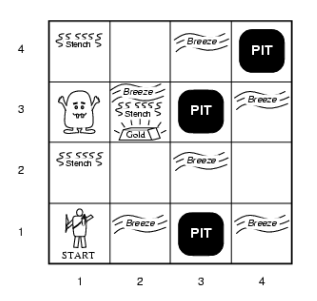 4 Stench Breeze PIT
Breeze
3 Stench PIT Breeze
Gold
2 Stench Breeze
1 START Breeze PIT Breeze
1 2 3 4